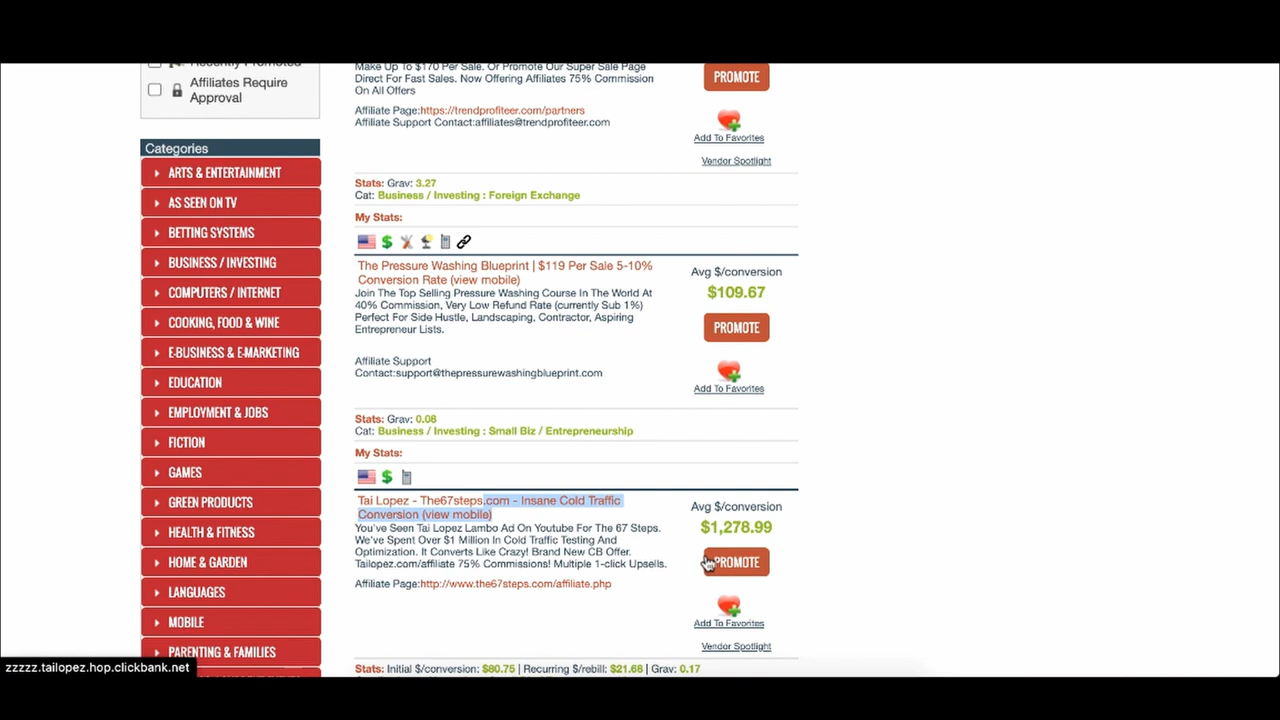 Recently Promoted
Affiliates Require
Approval
Categories
ARTS & ENTERTAINMENT
AS SEEN ON TV
BETTING SYSTEMS
BUSINESS / INVESTING
COMPUTERS / INTERNET
COOKING, FOOD & WINE
E-BUSINESS & E-MARKETING
EDUCATION
EMPLOYMENT & JOBS
FICTION
GAMES
GREEN PRODUCTS
HEALTH & FITNESS
HOME & GARDEN
LANGUAGES
MOBILE
PARENTING & FAMILIES
zzzzz.tailopez.hop.clickbank.net
Make Up To $170 Per Sale. Or Promote Our Super Sale Page
Direct For Fast Sales. Now Offering Affiliates 75% Commission
On All Offers
Affiliate Page:https://trendprofiteer.com/partners
Affiliate Support Contact:affiliates@trendprofiteer.com
PROMOTE
Add To Favorites
Vendor Spotlight
Stats: Grav: 3.27
Cat: Business / Investing : Foreign Exchange
My Stats:
The Pressure Washing Blueprint | $119 Per Sale 5-10%
Conversion Rate (view mobile)
Join The Top Selling Pressure Washing Course In The World At
40% Commission, Very Low Refund Rate (currently Sub 1%)
Perfect For Side Hustle, Landscaping, Contractor, Aspiring
Entrepreneur Lists.
Affiliate Support
Contact:support@thepressurewashingblueprint.com
Avg $/conversion
$109.67
PROMOTE
Add To Favorites
Stats: Grav: 0.08
Cat: Business / Investing : Small Biz / Entrepreneurship
My Stats:
Tai Lopez - The67steps.com - Insane Cold Traffic
Conversion (view mobile)
You've Seen Tai Lopez Lambo Ad On Youtube For The 67 Steps.
We've Spent Over $1 Million In Cold Traffic Testing And
Optimization. It Converts Like Crazy! Brand New CB Offer.
Tailopez.com/affiliate 75% Commissions! Multiple 1-click Upsells.
Affiliate Page:http://www.the67steps.com/affiliate.php
Avg $/conversion
$1,278.99
PROMOTE
Add To Favorites
Vendor Spotlight
Stats: Initial $/conversion: $80.75 | Recurring $/rebill: $21.68 | Grav: 0.17